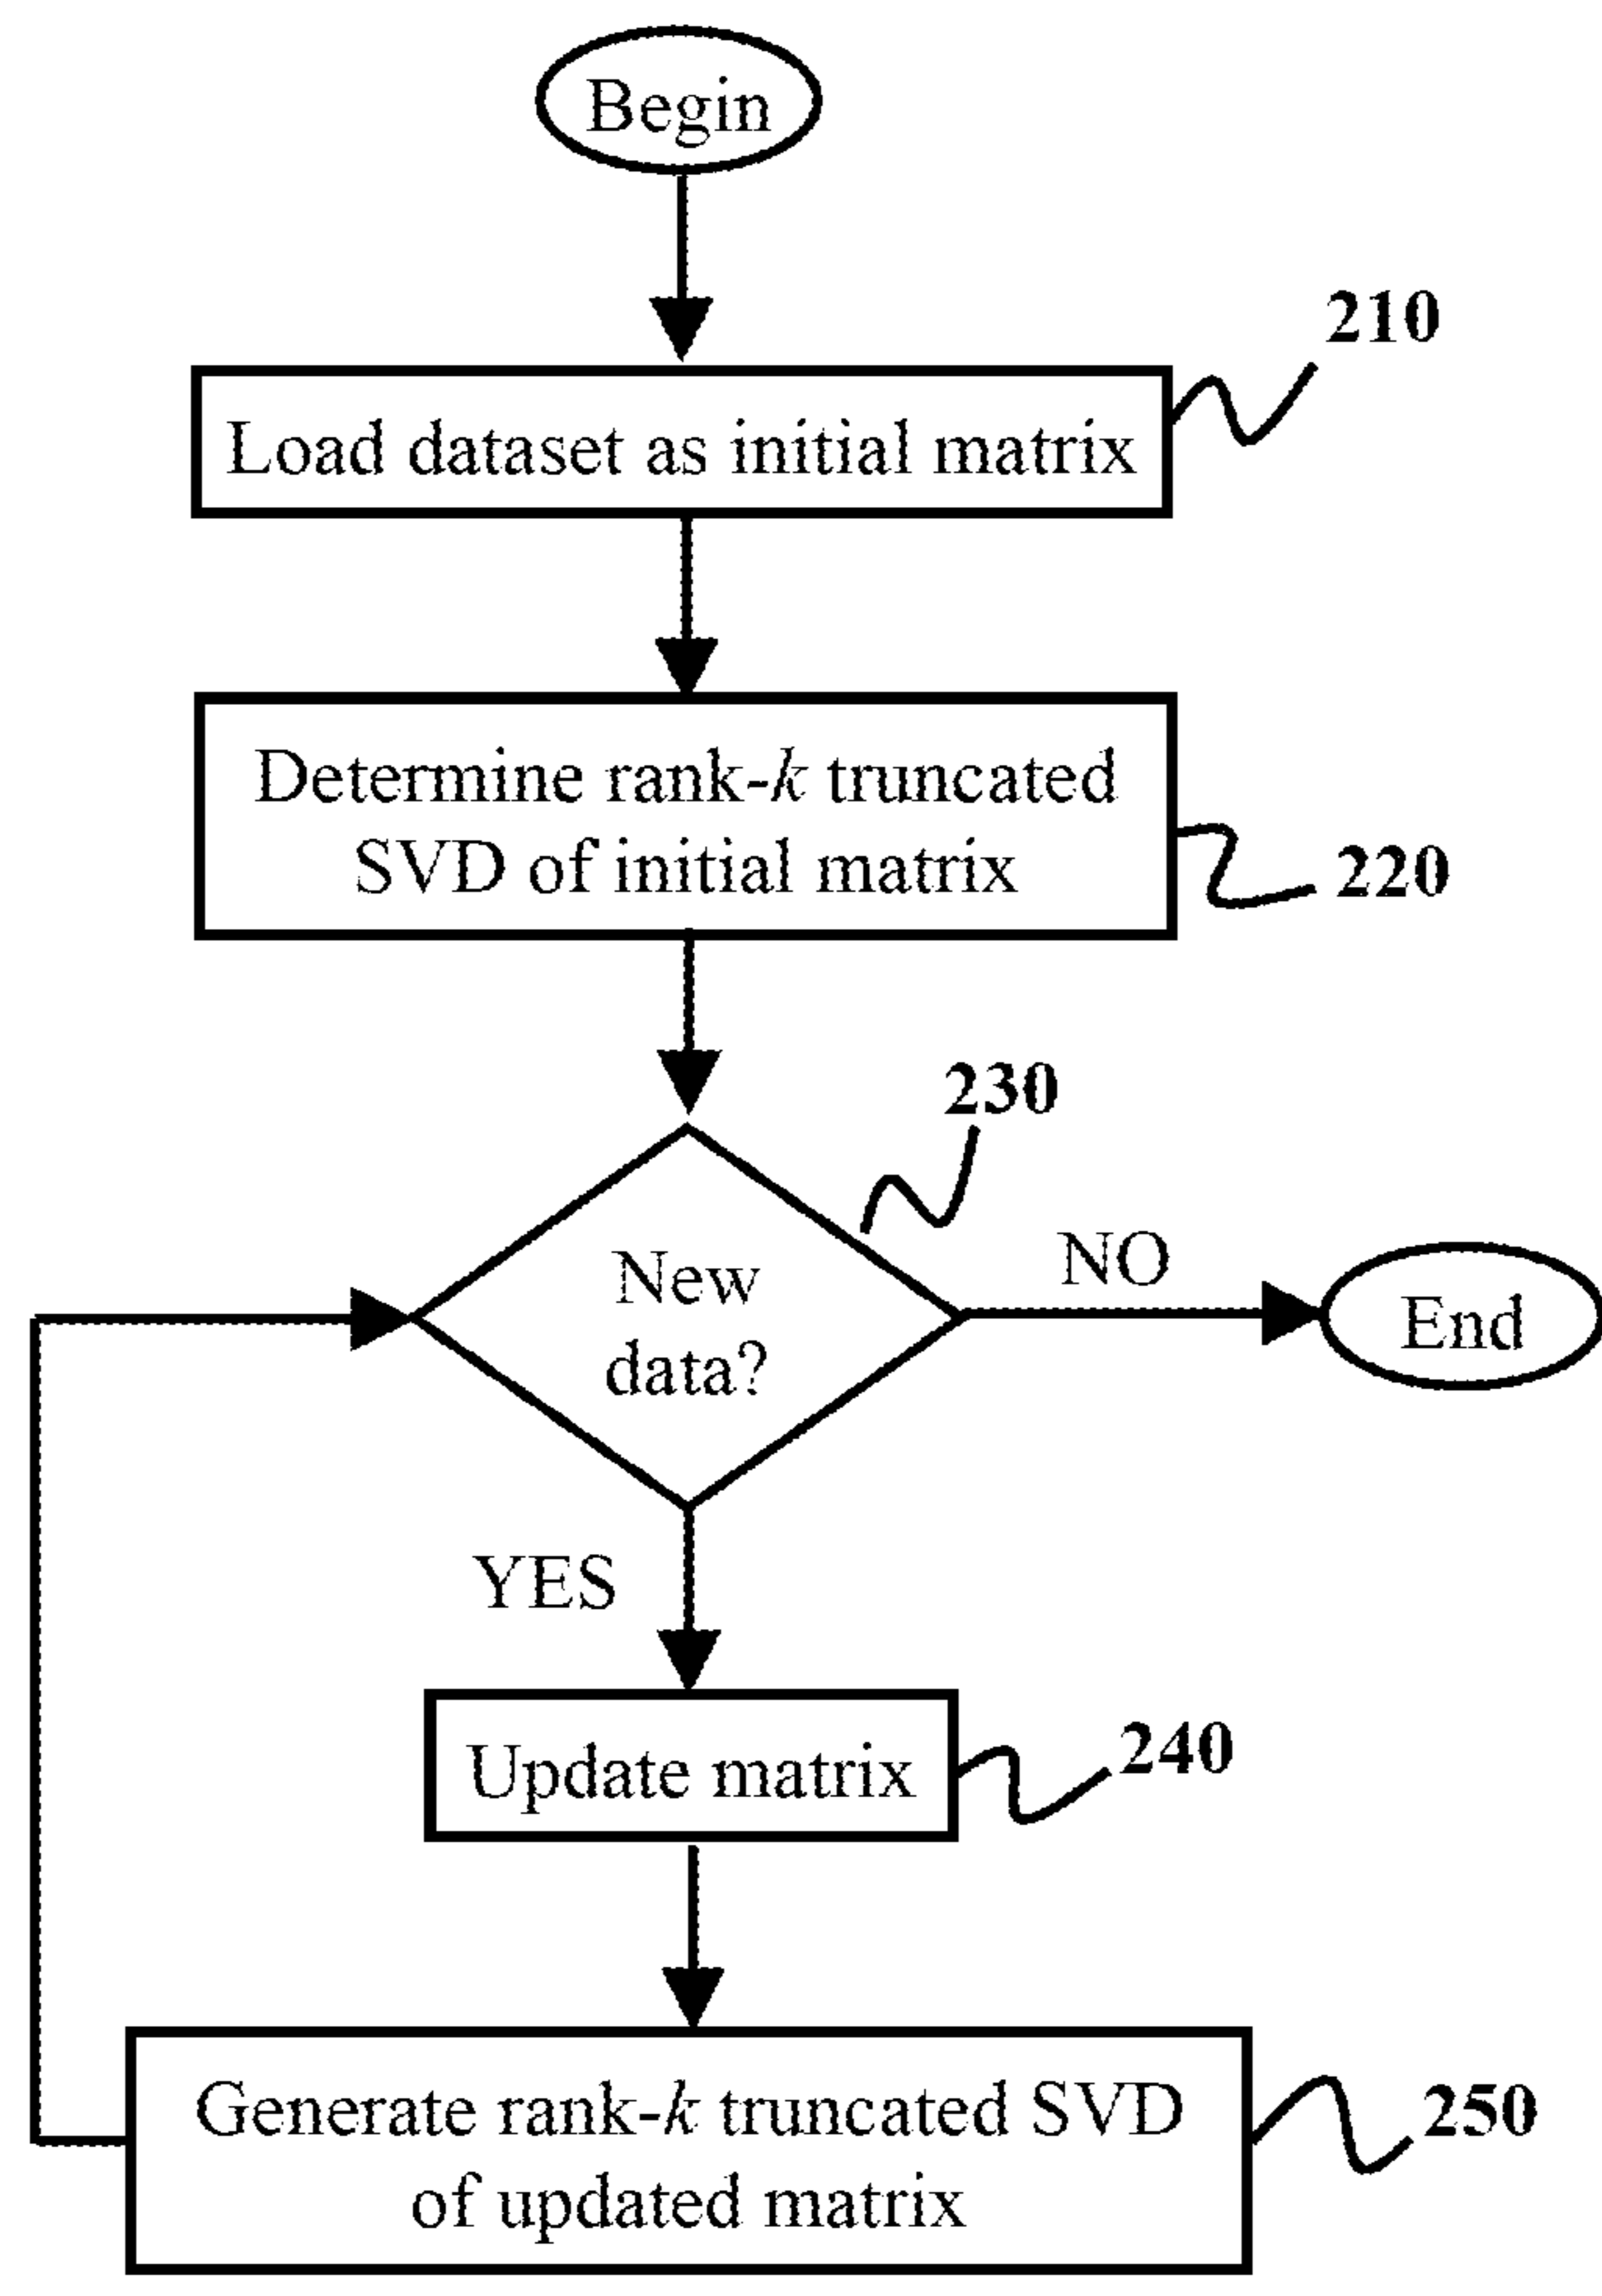 Begin
210
Load dataset as initial matrix
Determine rank-k truncated
SVD of initial matrix
220
230
New
data?
NO
End
YES
Update matrix
240
Generate rank-k truncated SVD
of updated matrix
250